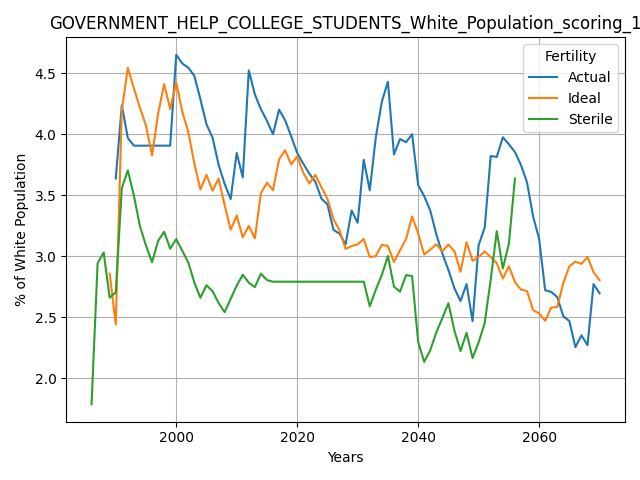 GOVERNMENT_HELP_COLLEGE_STUDENTS_White_Population_scoring_1
Fertility
Actual
Ideal
Sterile
% of White Population
4.5
4.0
3.5
3.0
2.5
2.0
2000 2020 2040 2060
Years